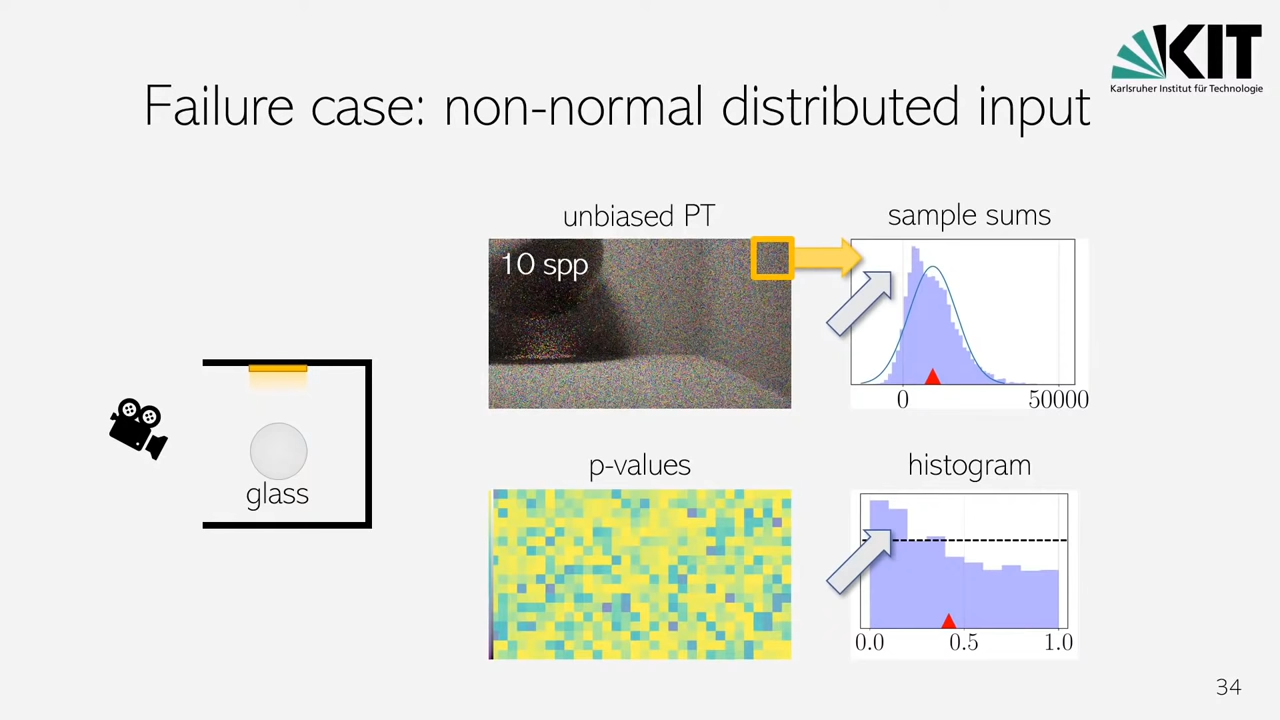 KIT
Karlsruher Institut für Technologie
Failure case: non-normal distributed input
unbiased PT
sample sums
10 spp
0
50000
glass
p-values
histogram
0.0
0.5
1.0
34